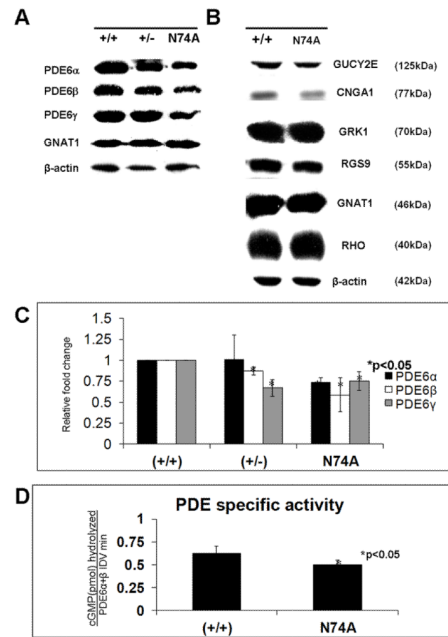 A
+/+ +/- N74A
PDE6α
PDE6β
PDE6γ
GNAT1
β-actin
B
+/+ N74A
GUCY2E (125kDa)
CNGA1 (77kDa)
GRK1 (70kDa)
RGS9 (55kDa)
GNAT1 (46kDa)
RHO (40kDa)
β-actin (42kDa)
C
Relative foold change
1.5
1.25
1
0.75
0.5
0.25
0
*
*
*
*
*p<0.05
PDE6α
PDE6β
PDE6γ
(+/+) (+/-) N74A
D
PDE specific activity
cGMP(pmol) hydrolyzed
PDE6α+β IDV min
1
0.75
0.5
0.25
0
*
*p<0.05
(+/+) N74A